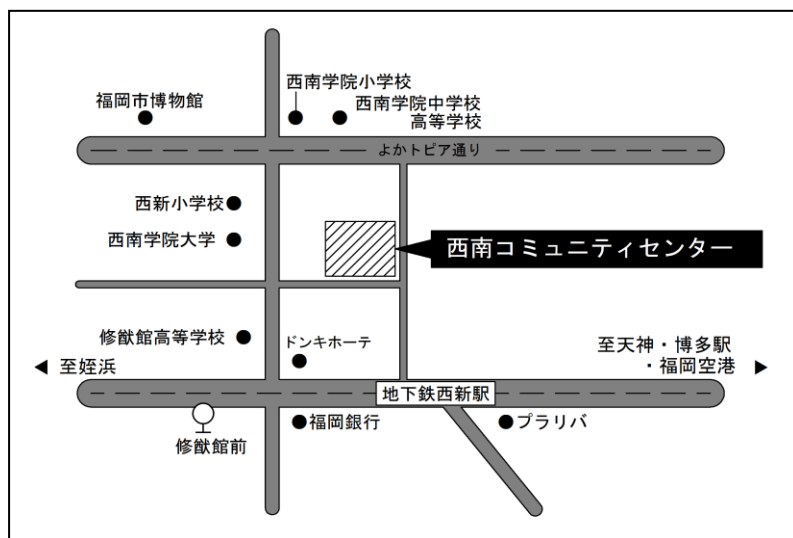 西南学院小学校
福岡市博物館
西南学院中学校
高等学校
よかトピア通り
西新小学校
西南学院大学
西南コミュニティセンター
修猷館高等学校
ドンキホーテ
至天神・博多駅
・福岡空港 ▶
◀ 至姪浜
地下鉄西新駅
福岡銀行
プラリバ
修猷館前